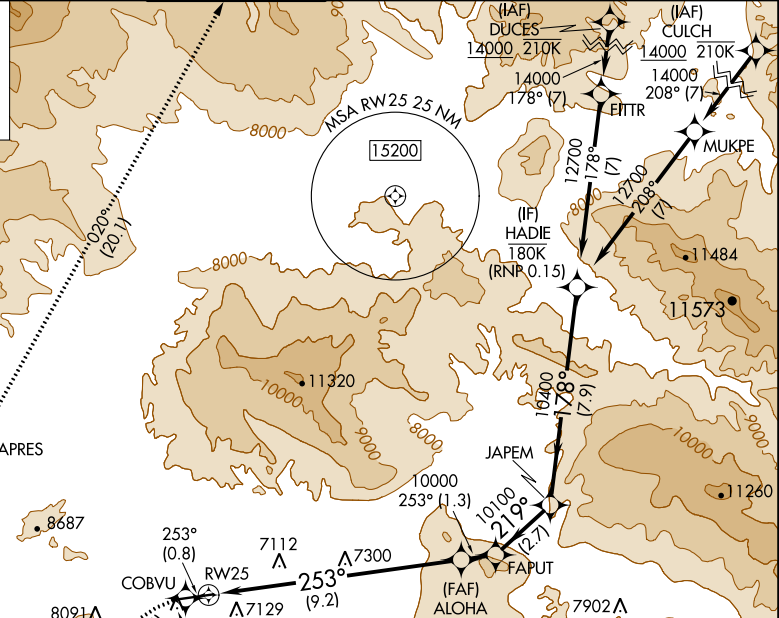 (IAF)
DUCES
14000 210K
14000
178° (7)
FITTR
(IAF)
CULCH
14000 210K
14000
208° (7)
MUKPE
MSA RW25 25 NM
15200
8000
12700
178°
(7)
12700
208°
(7)
8000
020°
(20.1)
(IF)
HADIE
180K
(RNP 0.15)
11484
11573
8000
11320
10000
9000
8000
10400
178°
(7.9)
9000
10000
11260
APRES
JAPEM
10000
253° (1.3)
10100
219°
(2.7)
8687
253°
(0.8)
7112
7300
FAPUT
COBVU
RW25
253°
(9.2)
(FAF)
ALOHA
8091
7129
7902